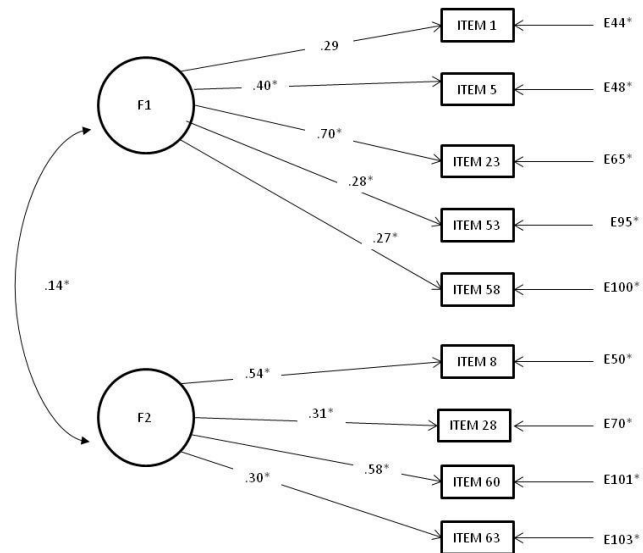 ITEM 1
E44*
.29
ITEM 5
E48*
.40*
F1
.70*
ITEM 23
E65*
.28*
ITEM 53
E95*
.27*
ITEM 58
E100*
.14*
ITEM 8
E50*
.54*
F2
.31*
ITEM 28
E70*
.58*
ITEM 60
E101*
.30*
ITEM 63
E103*